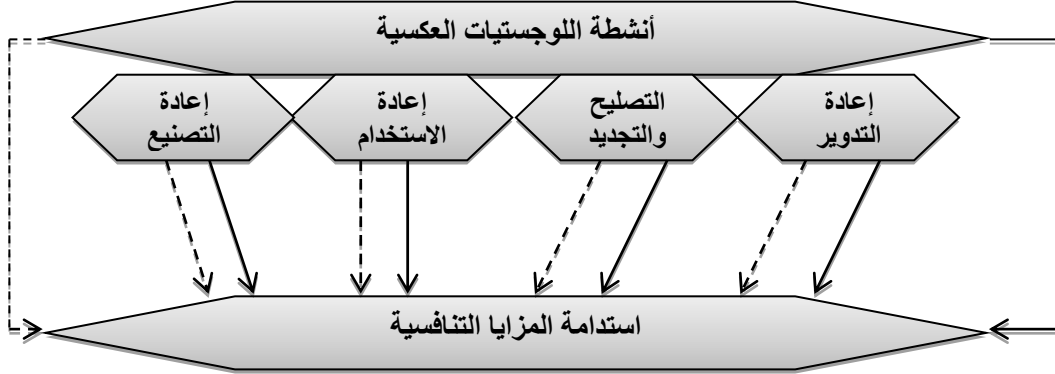 أنشطة اللوجستيات العكسية
إعادة
التدوير
التصليح
والتجديد
إعادة
الاستخدام
إعادة
التصنيع
استدامة المزايا التنافسية